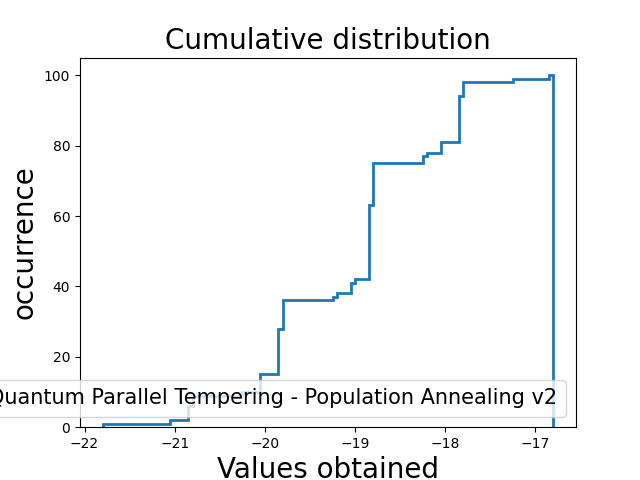 Cumulative distribution
occurrence
100
80
60
40
20
0
Quantum Parallel Tempering - Population Annealing v2
−22 −21 −20 −19 −18 −17
Values obtained